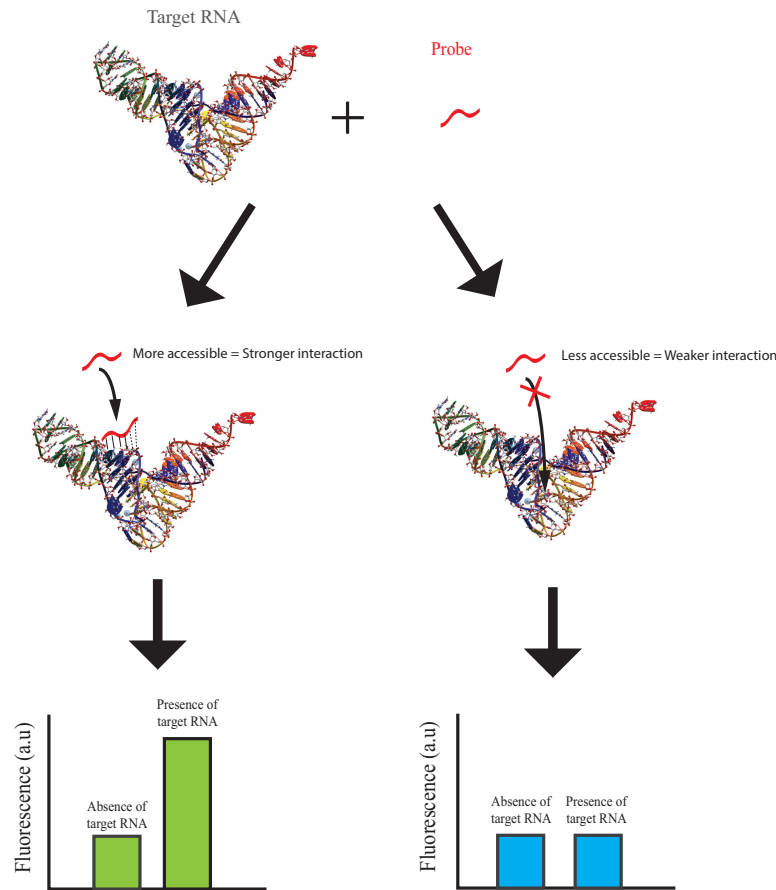 Target RNA
Probe
+
More accessible = Stronger interaction
Less accessible = Weaker interaction
Fluorescence (a.u)
Absence of
target RNA
Presence of
target RNA
Fluorescence (a.u)
Absence of
target RNA
Presence of
target RNA